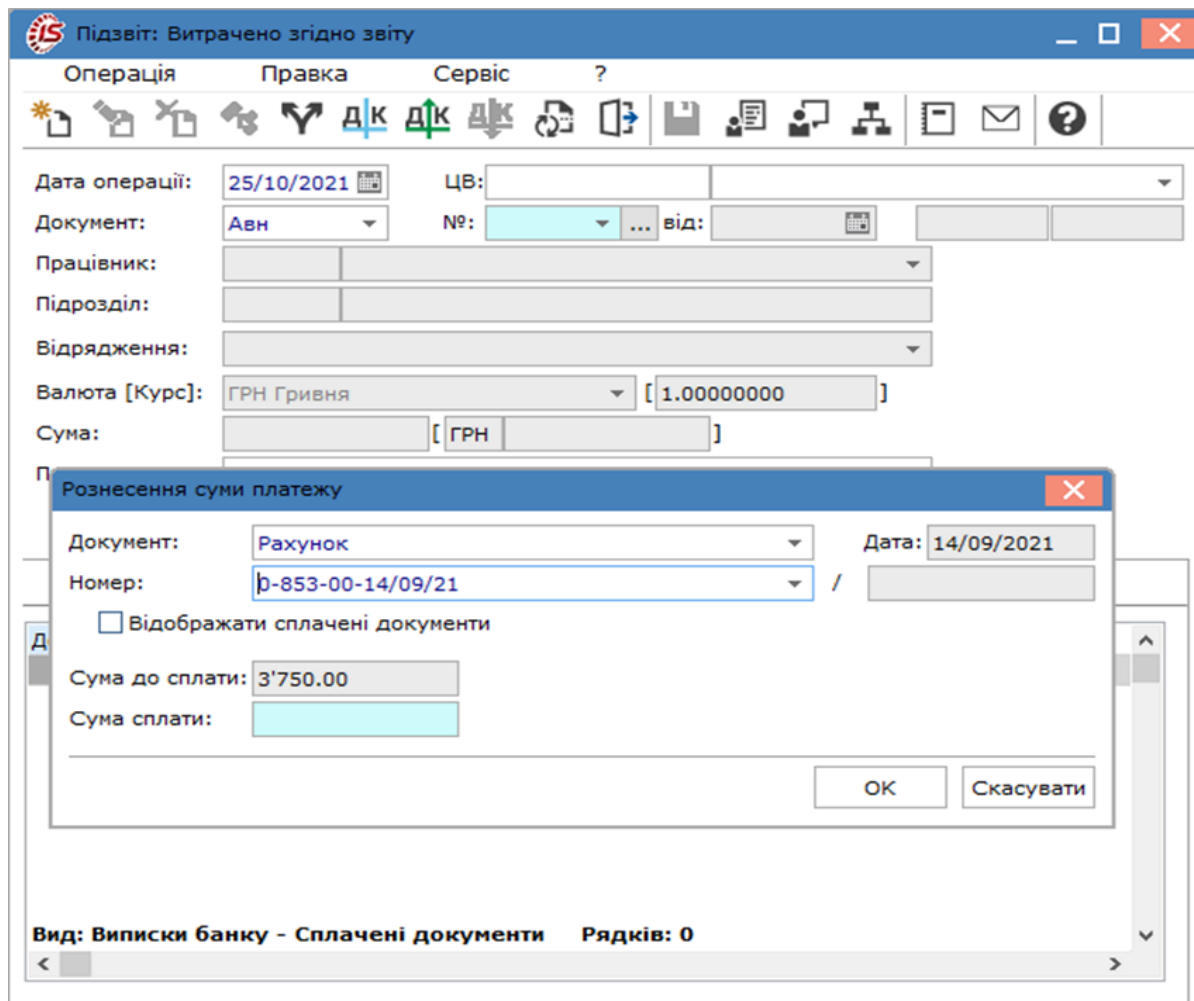 Підзвіт: Витрачено згідно звіту
Операція Правка Сервіс ?
Дата операції: 25/10/2021 ЦВ:
Документ: Авн №: ... від:
Працівник:
Підрозділ:
Відрядження:
Валюта [Курс]: ГРН Гривня [ 1.00000000 ]
Сума: [ ГРН ]
Рознесення суми платежу
Документ: Рахунок Дата: 14/09/2021
Номер: 0-853-00-14/09/21 /
Відображати сплачені документи
Сума до сплати: 3'750.00
Сума сплати:
ОК Скасувати
Вид: Виписки банку - Сплачені документи Рядків: 0